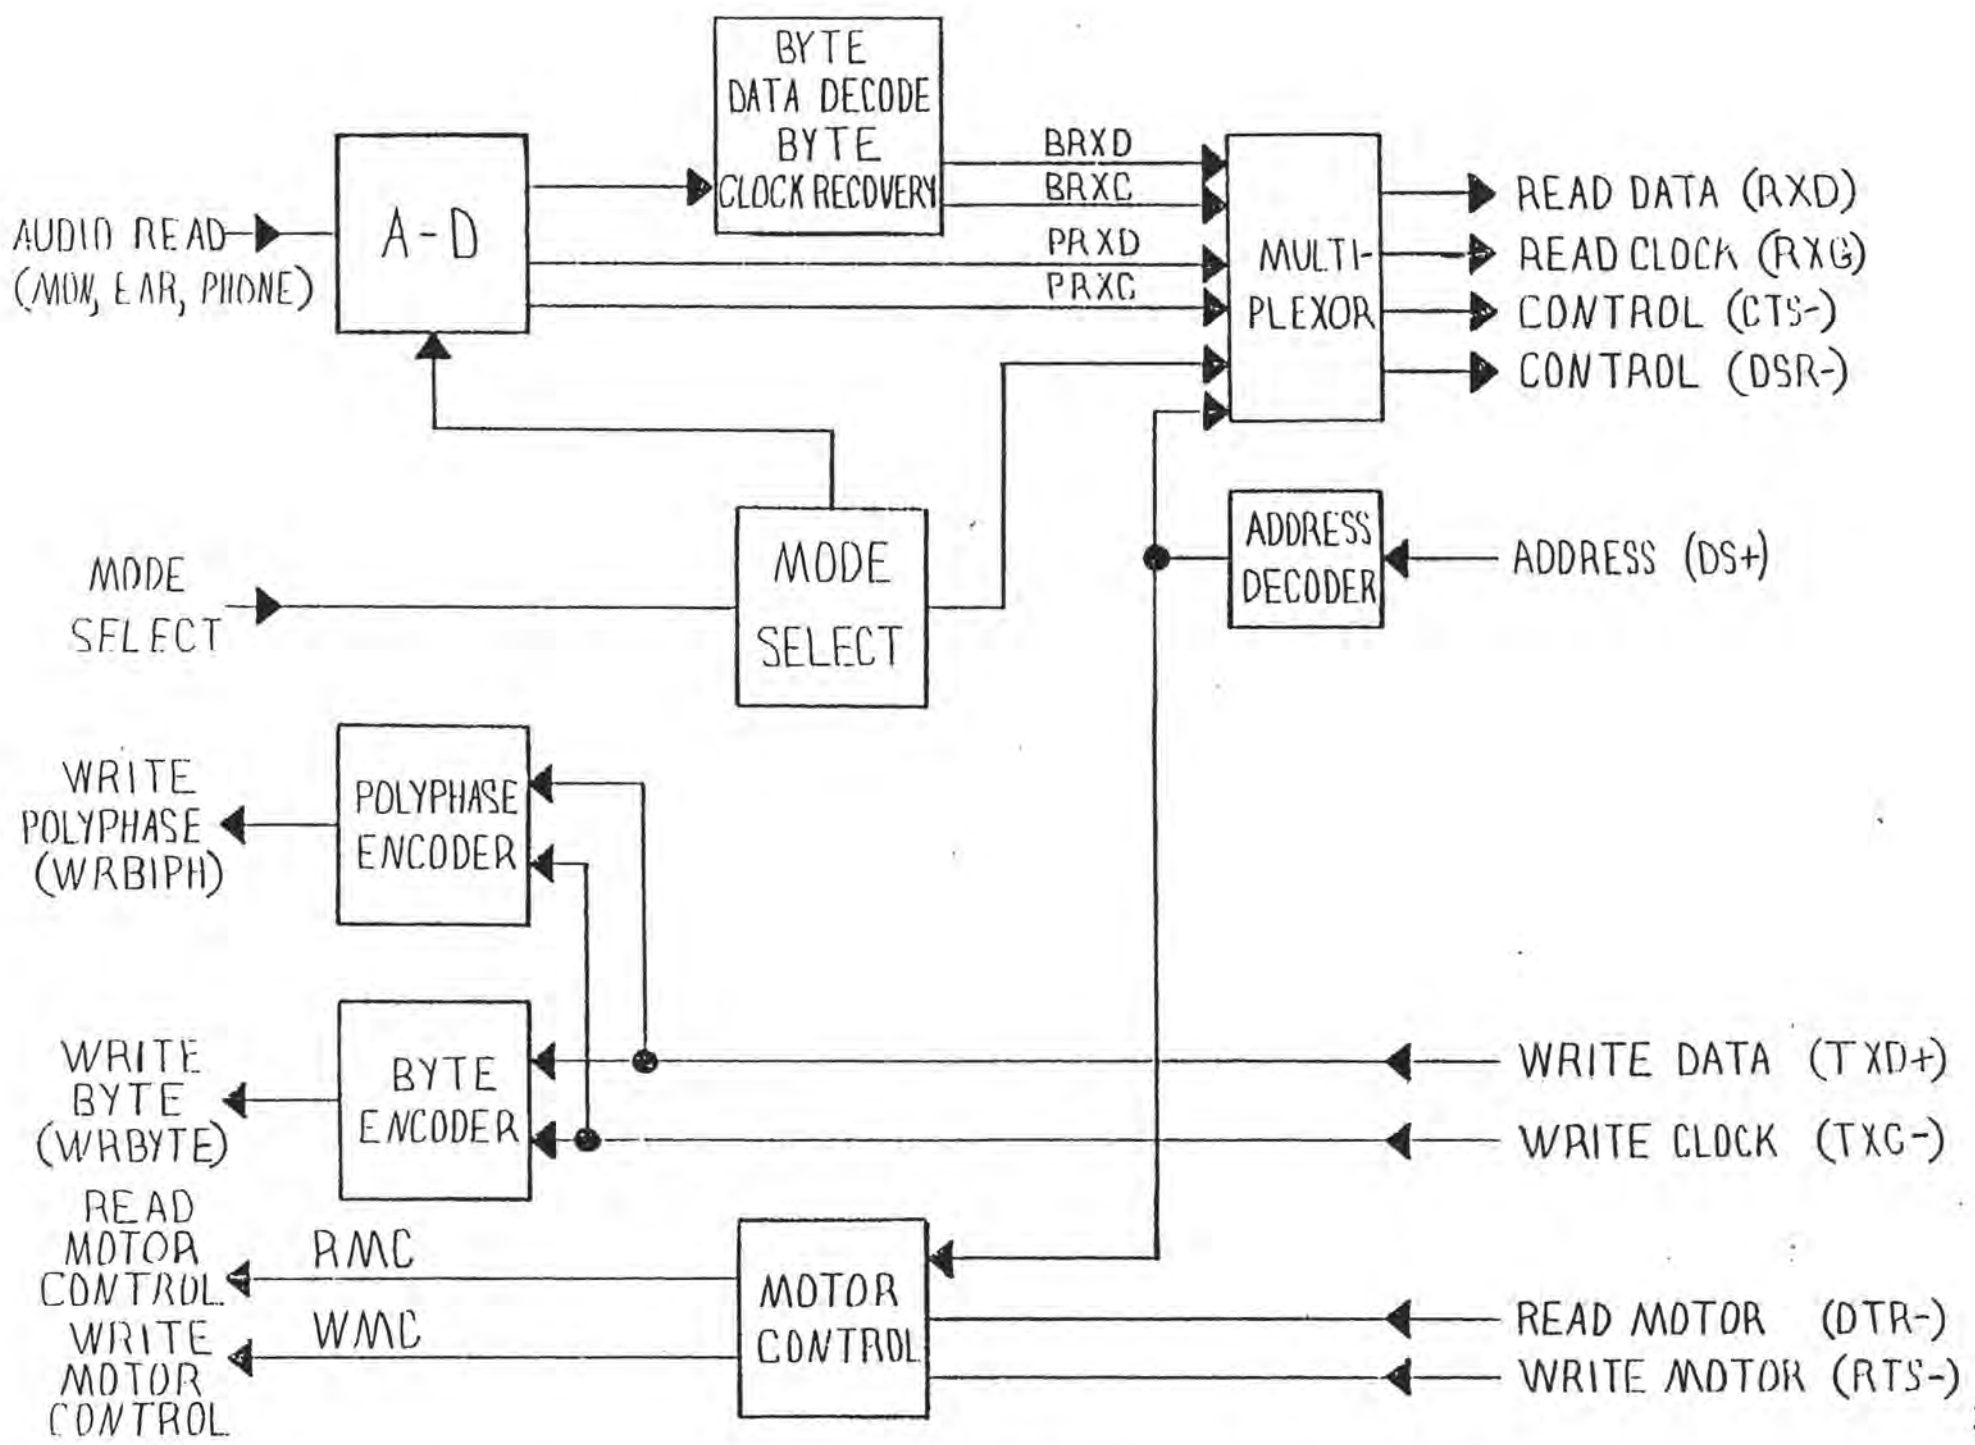 BYTE
DATA DECODE
BYTE
CLOCK RECOVERY
AUDIO READ
(MON, EAR, PHONE)
A-D
BRXD
BRXC
PRXD
PRXC
MULTI-
PLEXOR
READ DATA (RXD)
READ CLOCK (RXC)
CONTROL (CTS-)
CONTROL (DSR-)
MODE
SELECT
MODE
SELECT
ADDRESS
DECODER
ADDRESS (DS+)
WRITE
POLYPHASE
(WRBIPH)
POLYPHASE
ENCODER
WRITE
BYTE
(WRBYTE)
BYTE
ENCODER
WRITE DATA (TXD+)
WRITE CLOCK (TXC-)
READ
MOTOR
CONTROL
RMC
WRITE
MOTOR
CONTROL
WMC
MOTOR
CONTROL
READ MOTOR (DTR-)
WRITE MOTOR (RTS-)